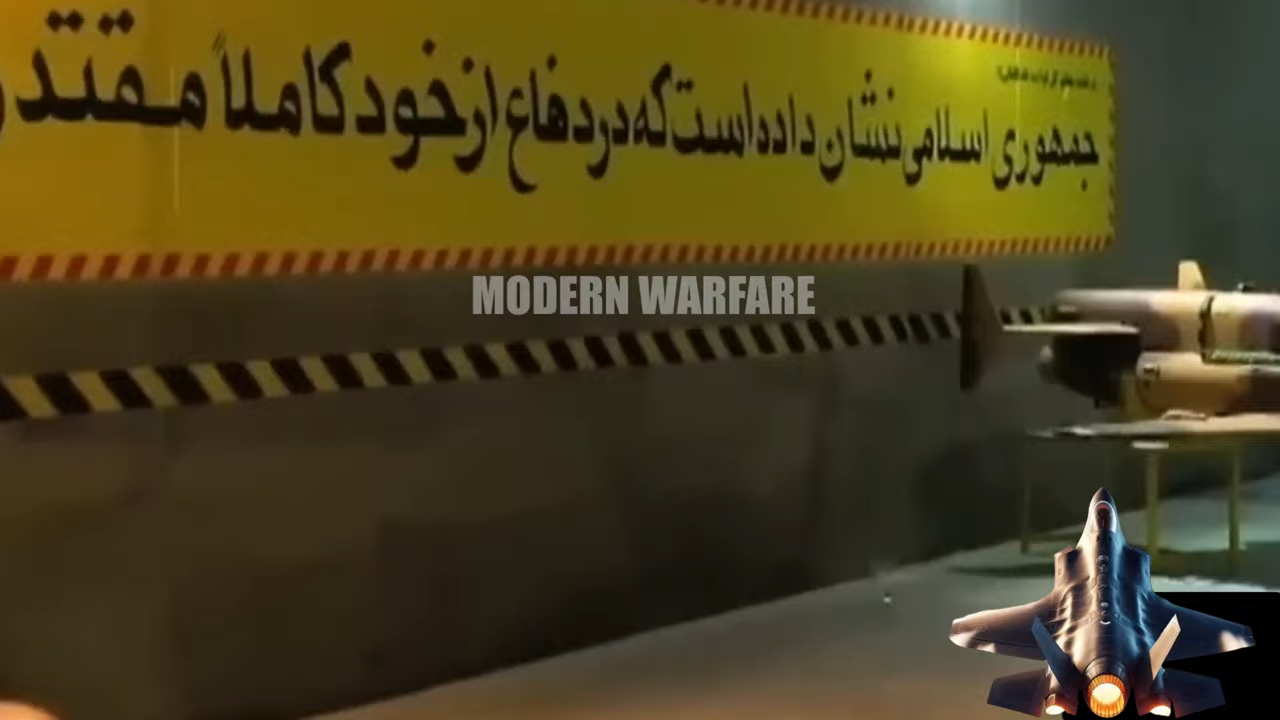 جمهوری اسلامی نشان داده است که در دفاع از خود کاملاً مقتدر
MODERN WARFARE